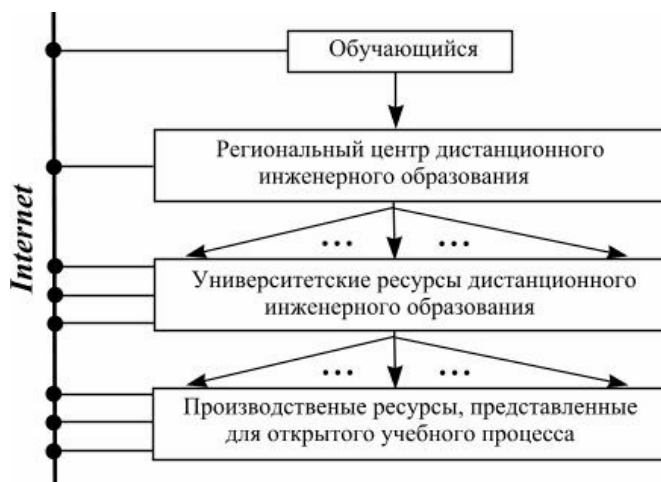 Обучающийся
Региональный центр дистанционного
инженерного образования
Internet
... ...
Университетские ресурсы дистанционного
инженерного образования
... ...
Производственые ресурсы, представленные
для открытого учебного процесса